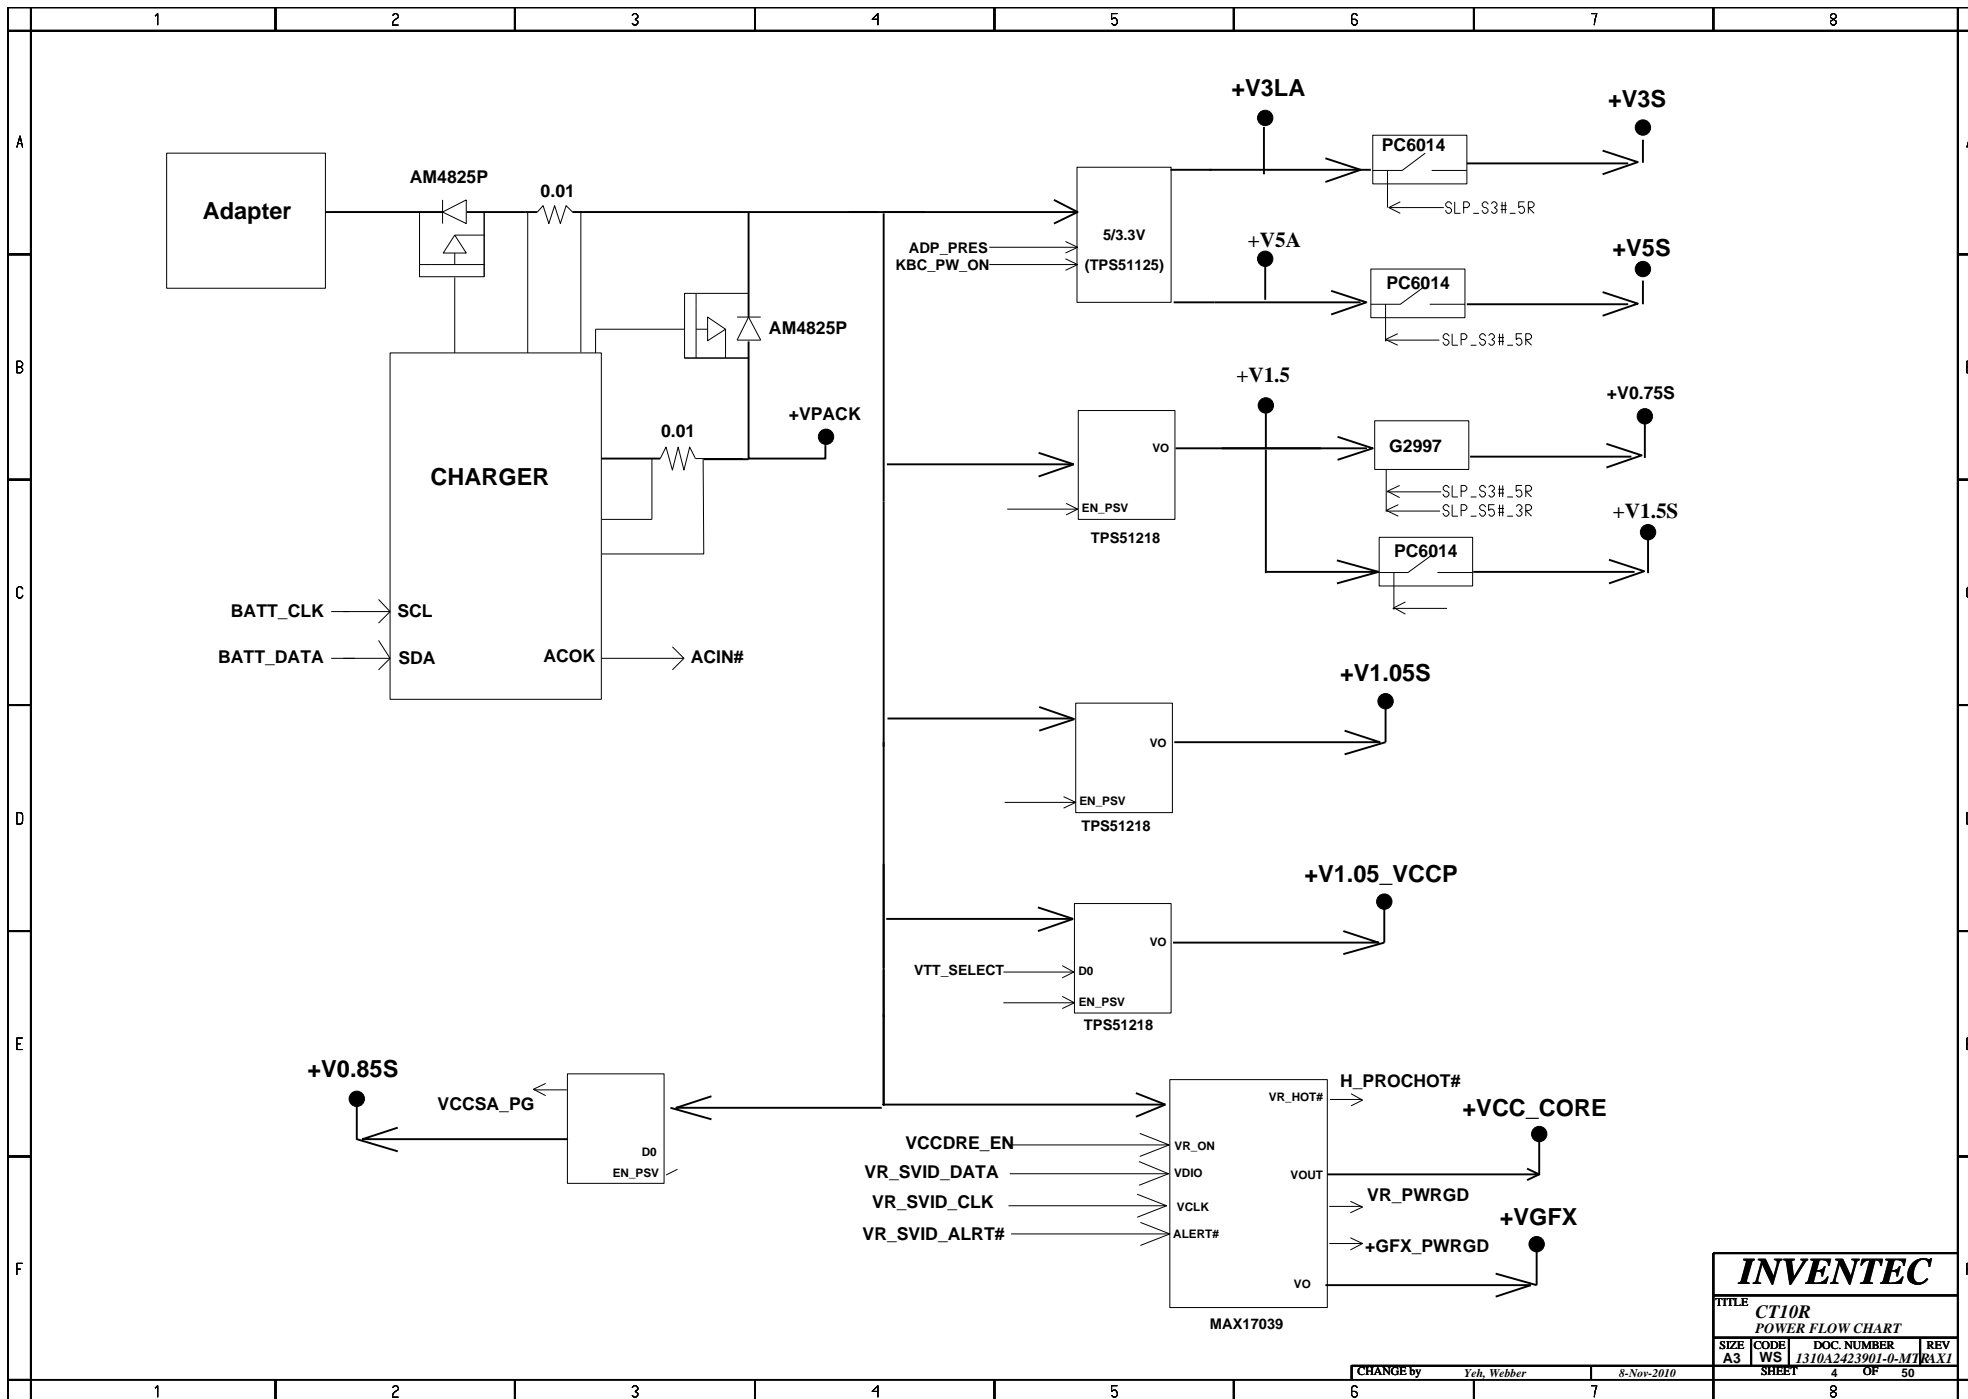 1 2 3 4 5 6 7 8
A
B
C
D
E
F
Adapter
AM4825P
0.01
AM4825P
+VPACK
0.01
CHARGER
BATT_CLK
SCL
BATT_DATA
SDA
ACOK
ACIN#
ADP_PRES
KBC_PW_ON
5/3.3V
(TPS51125)
+V3LA
PC6014
SLP_S3#_5R
+V3S
+V5A
PC6014
SLP_S3#_5R
+V5S
+V1.5
VO
EN_PSV
TPS51218
G2997
SLP_S3#_5R
SLP_S5#_3R
+V0.75S
PC6014
+V1.5S
VO
EN_PSV
TPS51218
+V1.05S
VO
VTT_SELECT
D0
EN_PSV
TPS51218
+V1.05_VCCP
+V0.85S
VCCSA_PG
D0
EN_PSV
VR_HOT#
H_PROCHOT#
+VCC_CORE
VCCDRE_EN
VR_ON
VR_SVID_DATA
VDIO
VOUT
VR_SVID_CLK
VCLK
VR_PWRGD
VR_SVID_ALRT#
ALERT#
+GFX_PWRGD
+VGFX
VO
MAX17039
INVENTEC
TITLE
CT10R
POWER FLOW CHART
SIZE CODE DOC. NUMBER REV
A3 WS 1310A2423901-0-MTR AX1
CHANGE by Yeh, Webber 8-Nov-2010
SHEET 4 OF 50
1 2 3 4 5 6 7 8